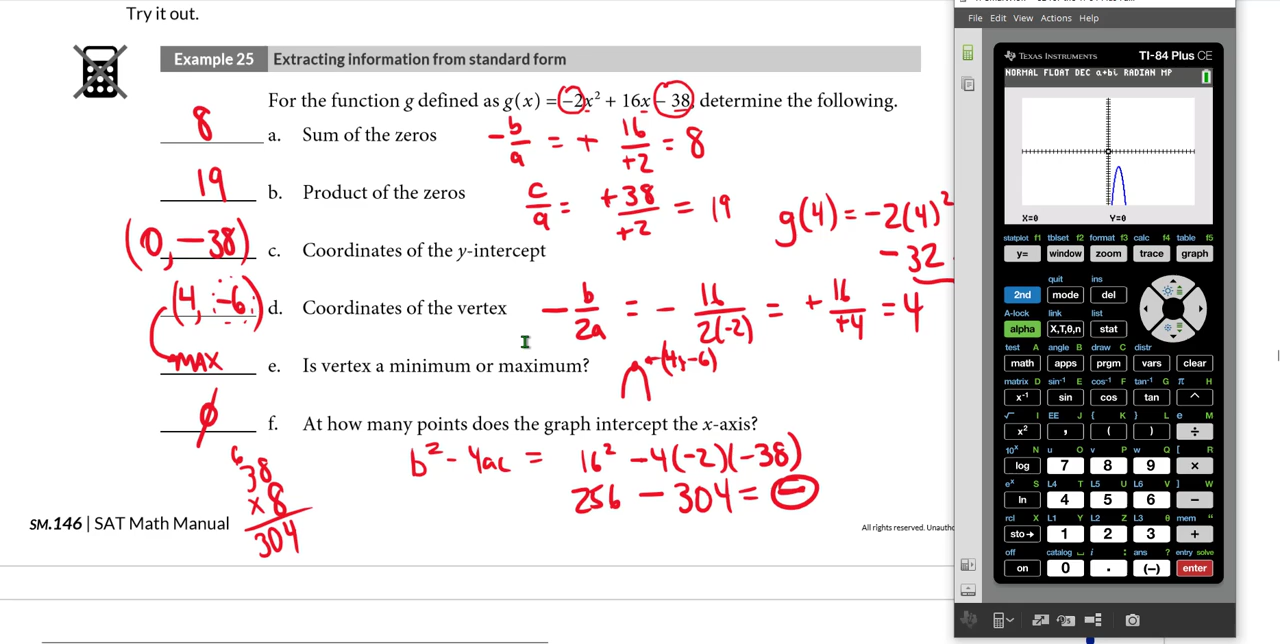 Try it out.
Example 25 Extracting information from standard form
For the function g defined as g(x) = −2x² + 16x − 38, determine the following.
8 a. Sum of the zeros −b/a = + 16/+2 = 8
19 b. Product of the zeros c/a = +38/+2 = 19
g(4) = −2(4)²
−32
(0, −38) c. Coordinates of the y-intercept
(4, −6) d. Coordinates of the vertex −b/2a = −16/2(−2) = +16/+4 = 4
MAX e. Is vertex a minimum or maximum? (4, −6)
Ø f. At how many points does the graph intercept the x-axis?
b² − 4ac = 16² − 4(−2)(−38)
256 − 304 = −
6
38
×8
304
SM.146 | SAT Math Manual
All rights reserved.
File Edit View Actions Help
TEXAS INSTRUMENTS TI-84 Plus CE
NORMAL FLOAT DEC a+bi RADIAN MP
X=0 Y=0
statplot f1 tblset f2 format f3 calc f4 table f5
y= window zoom trace graph
quit ins
2nd mode del
A-lock link list
alpha X,T,θ,n stat
test A angle B draw C distr
math apps prgm vars clear
matrix D sin⁻¹ E cos⁻¹ F tan⁻¹ G π H
x⁻¹ sin cos tan ^
√ I EE J { K } L e M
x² , ( ) ÷
10ˣ N u O v P w Q [ R
log 7 8 9 ×
eˣ S L4 T L5 U L6 V ] W
ln 4 5 6 −
rcl X L1 Y L2 Z L3 θ mem "
sto→ 1 2 3 +
off catalog i : ans ? entry solve
on 0 . (−) enter